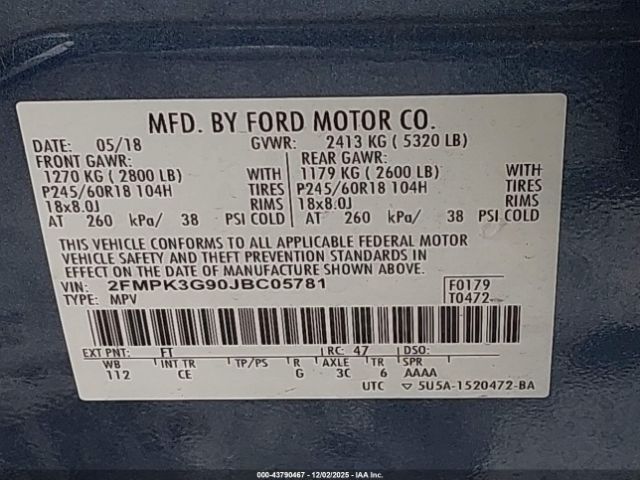 MFD. BY FORD MOTOR CO.
DATE: 05/18 GVWR: 2413 KG ( 5320 LB)
FRONT GAWR: REAR GAWR:
1270 KG ( 2800 LB) WITH 1179 KG ( 2600 LB) WITH
P245/60R18 104H TIRES P245/60R18 104H TIRES
18x8.0J RIMS 18x8.0J RIMS
AT 260 kPa/ 38 PSI COLD AT 260 kPa/ 38 PSI COLD
THIS VEHICLE CONFORMS TO ALL APPLICABLE FEDERAL MOTOR
VEHICLE SAFETY AND THEFT PREVENTION STANDARDS IN
EFFECT ON THE DATE OF MANUFACTURE SHOWN ABOVE.
VIN: 2FMPK3G90JBC05781 F0179
TYPE: MPV T0472
EXT PNT: FT RC: 47 DSO:
WB INT TR TP/PS R AXLE TR SPR
112 CE G 3C 6 AAAA
UTC 5U5A-1520472-BA
000-43790467 - 12/02/2025 - IAA Inc.